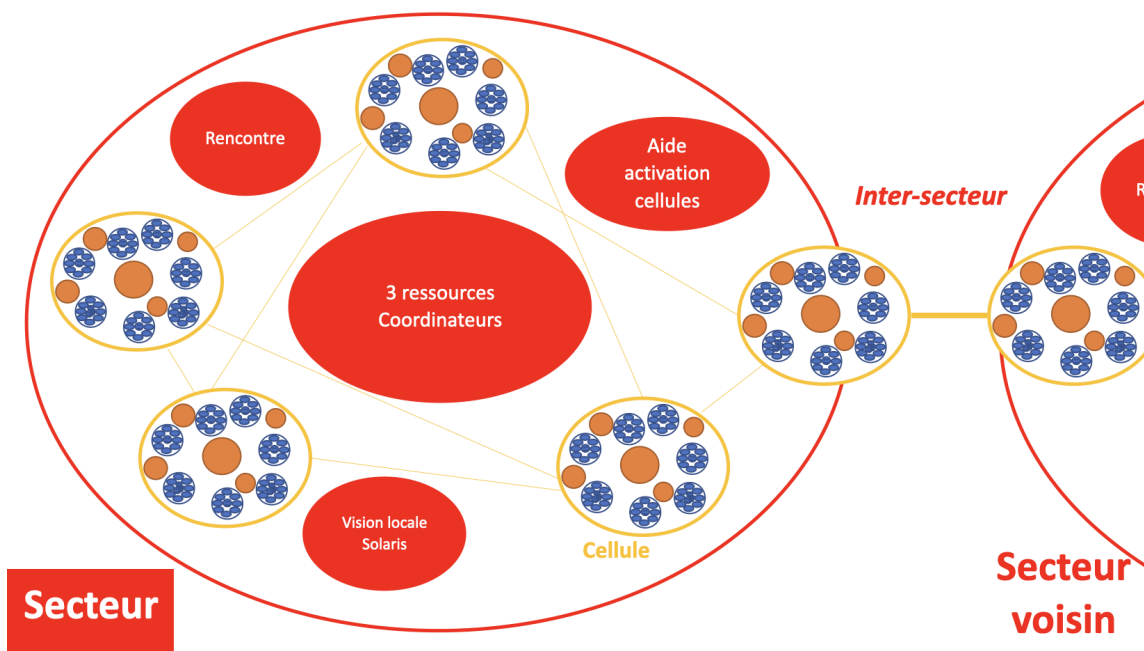 Rencontre
Aide
activation
cellules
Inter-secteur
R
3 ressources
Coordinateurs
Vision locale
Solaris
Cellule
Secteur
Secteur
voisin